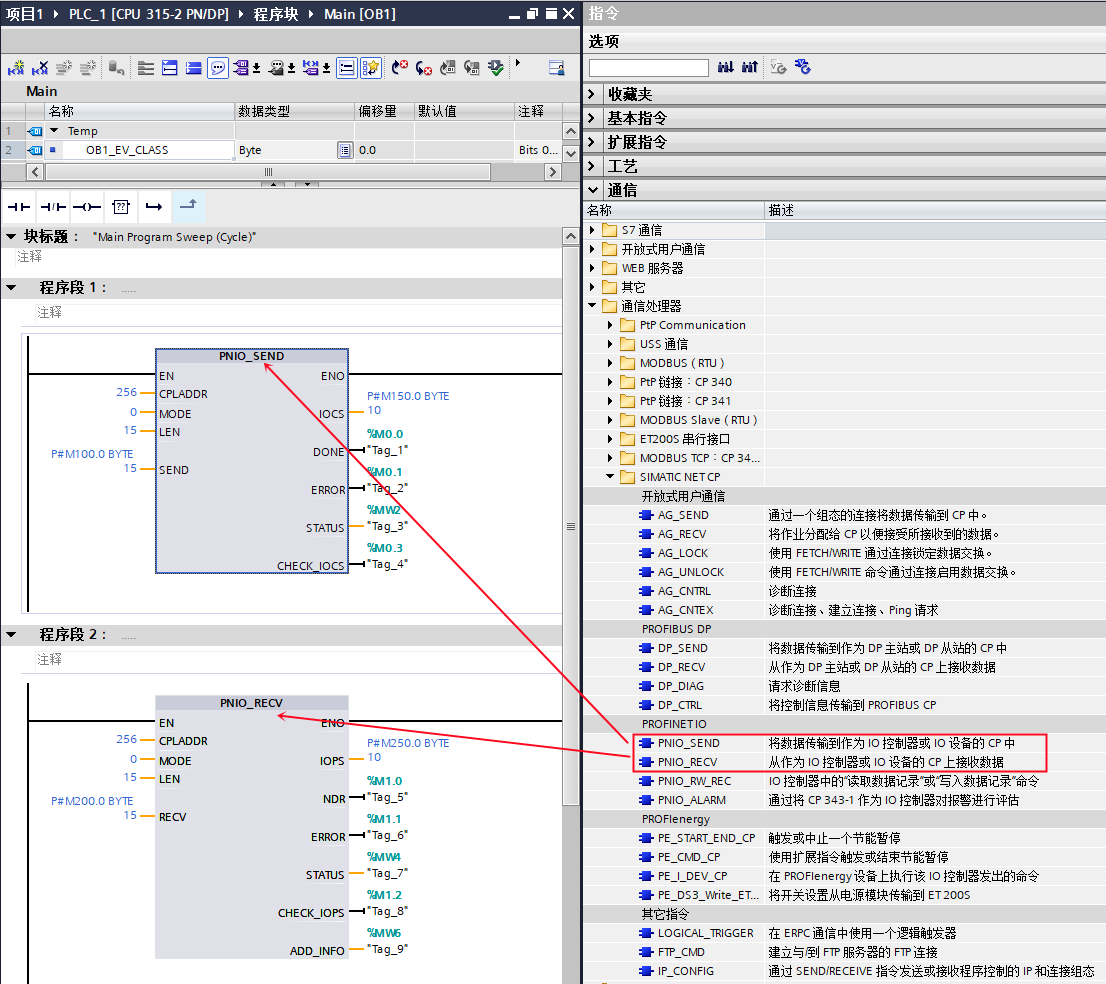 项目1 ▸ PLC_1 [CPU 315-2 PN/DP] ▸ 程序块 ▸ Main [OB1]
Main
名称 数据类型 偏移量 默认值 注释
1 Temp
2 OB1_EV_CLASS Byte 0.0 Bits 0...
块标题： "Main Program Sweep (Cycle)"
注释
程序段 1： .....
注释
PNIO_SEND
EN ENO
256 CPLADDR
0 MODE
15 LEN
P#M100.0 BYTE
15 SEND
P#M150.0 BYTE
IOCS 10
%M0.0
DONE "Tag_1"
%M0.1
ERROR "Tag_2"
%MW2
STATUS "Tag_3"
%M0.3
CHECK_IOCS "Tag_4"
程序段 2： .....
注释
PNIO_RECV
EN ENO
256 CPLADDR
0 MODE
15 LEN
P#M200.0 BYTE
15 RECV
P#M250.0 BYTE
IOPS 10
%M1.0
NDR "Tag_5"
%M1.1
ERROR "Tag_6"
%MW4
STATUS "Tag_7"
%M1.2
CHECK_IOPS "Tag_8"
%MW6
ADD_INFO "Tag_9"
指令
选项
收藏夹
基本指令
扩展指令
工艺
通信
名称 描述
S7 通信
开放式用户通信
WEB 服务器
其它
通信处理器
PtP Communication
USS 通信
MODBUS（RTU）
PtP 链接：CP 340
PtP 链接：CP 341
MODBUS Slave（RTU）
ET200S 串行接口
MODBUS TCP：CP 34...
SIMATIC NET CP
开放式用户通信
AG_SEND 通过一个组态的连接将数据传输到 CP 中。
AG_RECV 将作业分配给 CP 以便接受所接收到的数据。
AG_LOCK 使用 FETCH/WRITE 通过连接锁定数据交换。
AG_UNLOCK 使用 FETCH/WRITE 命令通过连接启用数据交换。
AG_CNTRL 诊断连接
AG_CNTEX 诊断连接、建立连接、Ping 请求
PROFIBUS DP
DP_SEND 将数据传输到作为 DP 主站或 DP 从站的 CP 中
DP_RECV 从作为 DP 主站或 DP 从站的 CP 上接收数据
DP_DIAG 请求诊断信息
DP_CTRL 将控制信息传输到 PROFIBUS CP
PROFINET IO
PNIO_SEND 将数据传输到作为 IO 控制器或 IO 设备的 CP 中
PNIO_RECV 从作为 IO 控制器或 IO 设备的 CP 上接收数据
PNIO_RW_REC IO 控制器中的“读取数据记录”或“写入数据记录”命令
PNIO_ALARM 通过将 CP 343-1 作为 IO 控制器对报警进行评估
PROFIenergy
PE_START_END_CP 触发或中止一个节能暂停
PE_CMD_CP 使用扩展指令触发或结束节能暂停
PE_I_DEV_CP 在 PROFIenergy 设备上执行该 IO 控制器发出的命令
PE_DS3_Write_ET... 将开关设置从电源模块传输到 ET 200S
其它指令
LOGICAL_TRIGGER 在 ERPC 通信中使用一个逻辑触发器
FTP_CMD 建立与/到 FTP 服务器的 FTP 连接
IP_CONFIG 通过 SEND/RECEIVE 指令发送或接收程序控制的 IP 和连接组态